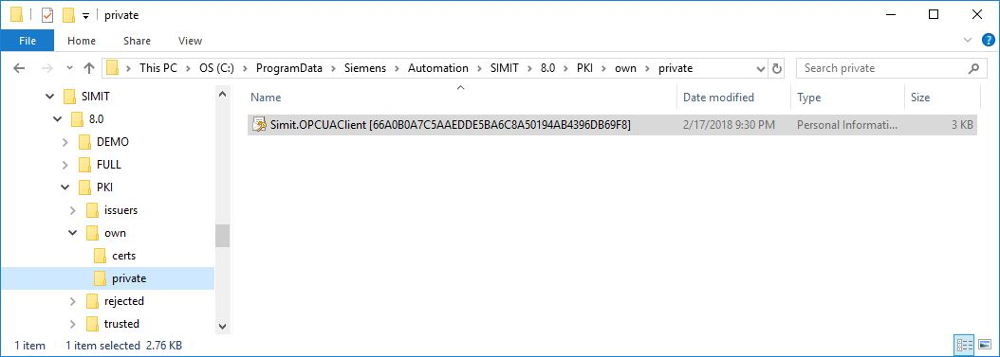 private
File Home Share View
This PC OS (C:) ProgramData Siemens Automation SIMIT 8.0 PKI own private Search private
SIMIT
8.0
DEMO
FULL
PKI
issuers
own
certs
private
rejected
trusted
Name Date modified Type Size
Simit.OPCUAClient [66A0B0A7C5AAEDDE5BA6C8A50194AB4396DB69F8] 2/17/2018 9:30 PM Personal Informati... 3 KB
1 item 1 item selected 2.76 KB